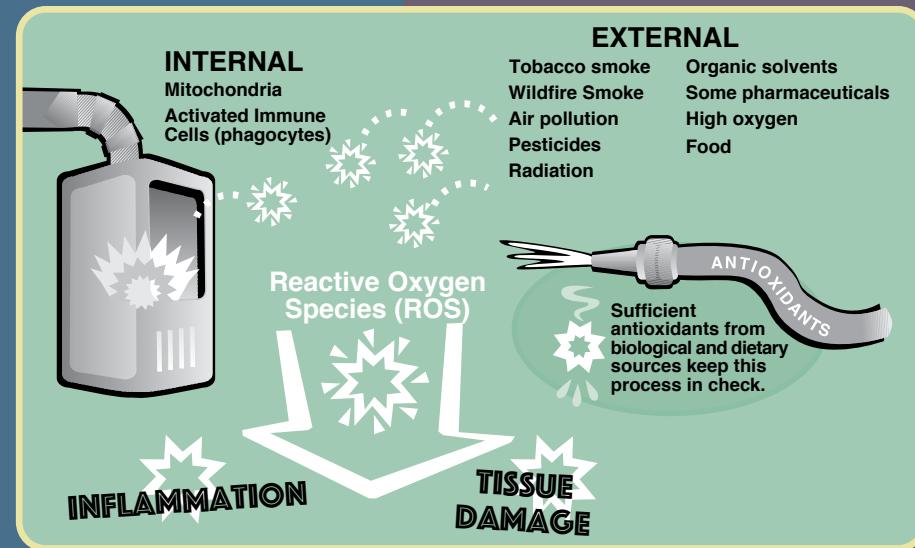 INTERNAL
Mitochondria
Activated Immune
Cells (phagocytes)
EXTERNAL
Tobacco smoke
Wildfire Smoke
Air pollution
Pesticides
Radiation
Organic solvents
Some pharmaceuticals
High oxygen
Food
Reactive Oxygen
Species (ROS)
ANTIOXIDANTS
Sufficient
antioxidants from
biological and dietary
sources keep this
process in check.
INFLAMMATION
TISSUE
DAMAGE